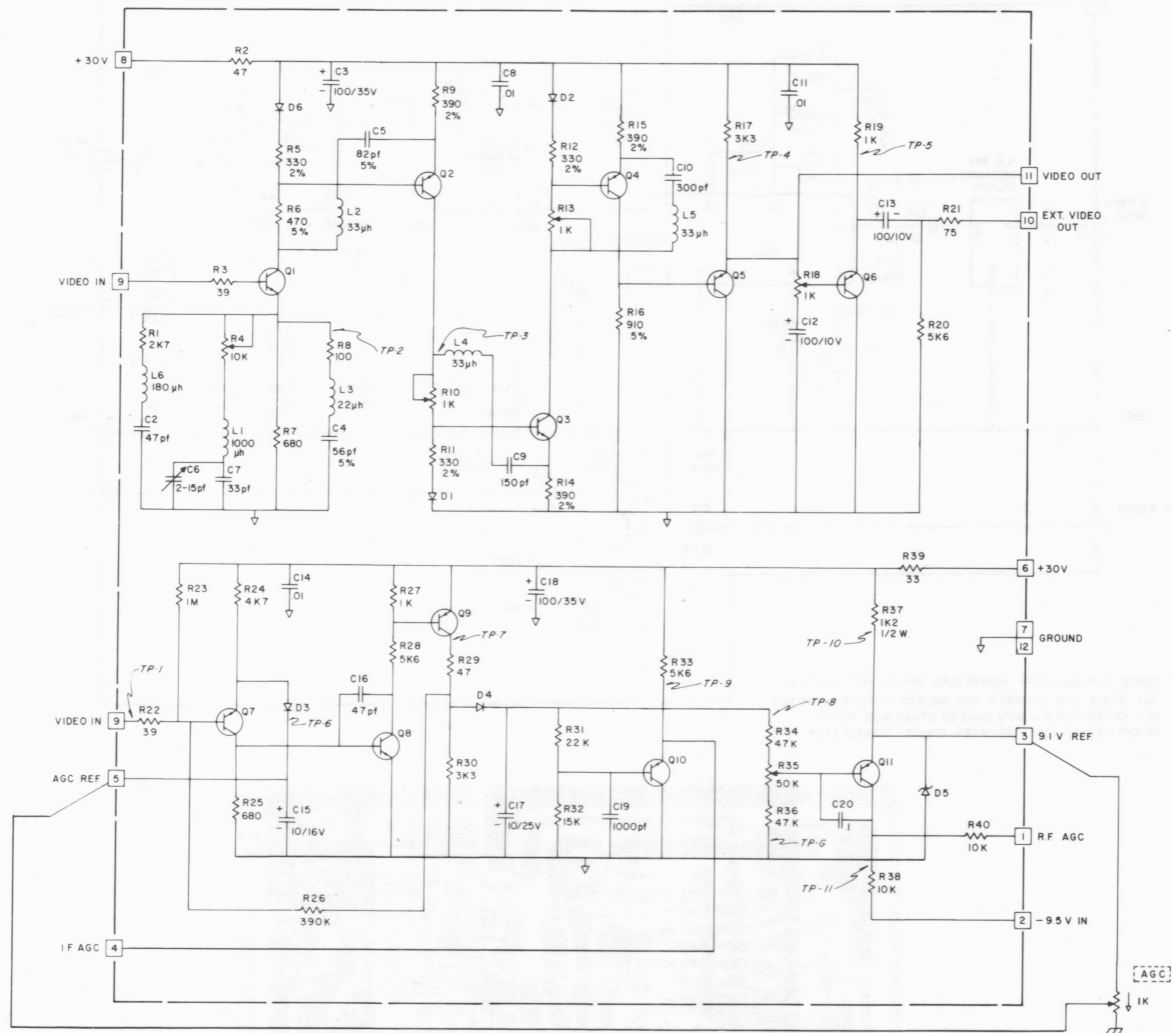 +30V 8
R2
47
D6
+ C3
- 100/35V
R9
390
2%
C8
.01
D2
R15
390
2%
R17
3K3
C11
.01
R19
1K
TP-4
TP-5
R5
330
2%
C5
82pf
5%
Q2
R12
330
2%
Q4
C10
300pf
11 VIDEO OUT
R6
470
5%
L2
33µh
R13
1K
L5
33µh
C13
+ -
100/10V
R21
75
10 EXT. VIDEO
OUT
VIDEO IN 9
R3
39
Q1
Q5
R18
1K
Q6
R1
2K7
R4
10K
R8
100
TP-2
L4
33µh
TP-3
R16
910
5%
+ C12
- 100/10V
R20
5K6
L6
180µh
L3
22µh
R10
1K
Q3
C2
47pf
L1
1000
µh
R7
680
C4
56pf
5%
R11
330
2%
C9
150pf
R14
390
2%
C6
2-15pf
C7
33pf
D1
R39
33
6 +30V
R23
1M
R24
4K7
C14
.01
R27
1K
Q9
+ C18
- 100/35V
R37
1K2
1/2W
TP-10
7
12
GROUND
TP-7
R28
5K6
R29
47
R33
5K6
TP-9
TP-1
C16
47pf
D4
TP-8
VIDEO IN 9
R22
39
Q7
D3
TP-6
Q8
R31
22K
Q10
R34
47K
3 9.1V REF
AGC REF 5
R30
3K3
R35
50K
Q11
D5
R25
680
+ C15
- 10/16V
+ C17
- 10/25V
R32
15K
C19
1000pf
R36
47K
C20
.1
R40
10K
1 R.F. AGC
TP-G
TP-11
R38
10K
R26
390K
2 -9.5V IN
I.F AGC 4
AGC
1K